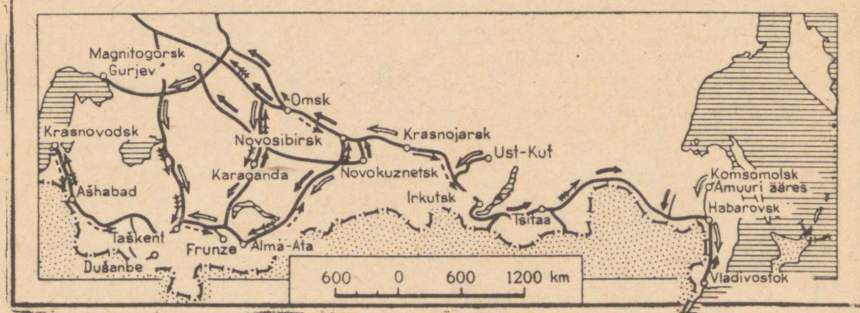 Magnitogorsk
Gurjev
Omsk
Krasnovodsk
Novosibirsk
Krasnojarsk
Ust-Kut
Karaganda
Novokuznetsk
Komsomolsk
Amuuri ääres
Ašhabad
Irkutsk
Tšitaa
Habarovsk
Taškent
Frunze
Alma-Ata
Dušanbe
Vladivostok
600 0 600 1200 km